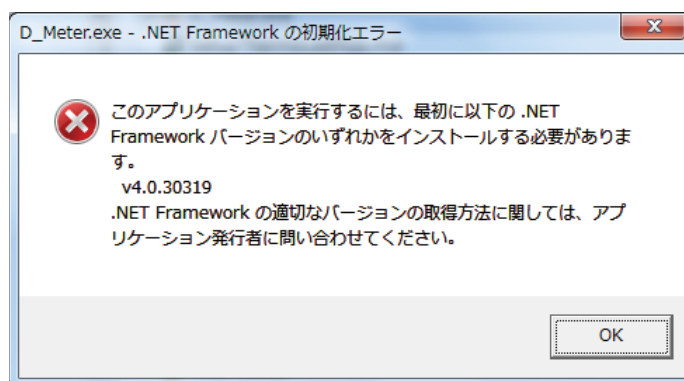 D_Meter.exe - .NET Framework の初期化エラー
このアプリケーションを実行するには、最初に以下の .NET
Framework バージョンのいずれかをインストールする必要がありま
す。
v4.0.30319
.NET Framework の適切なバージョンの取得方法に関しては、アプ
リケーション発行者に問い合わせてください。
OK